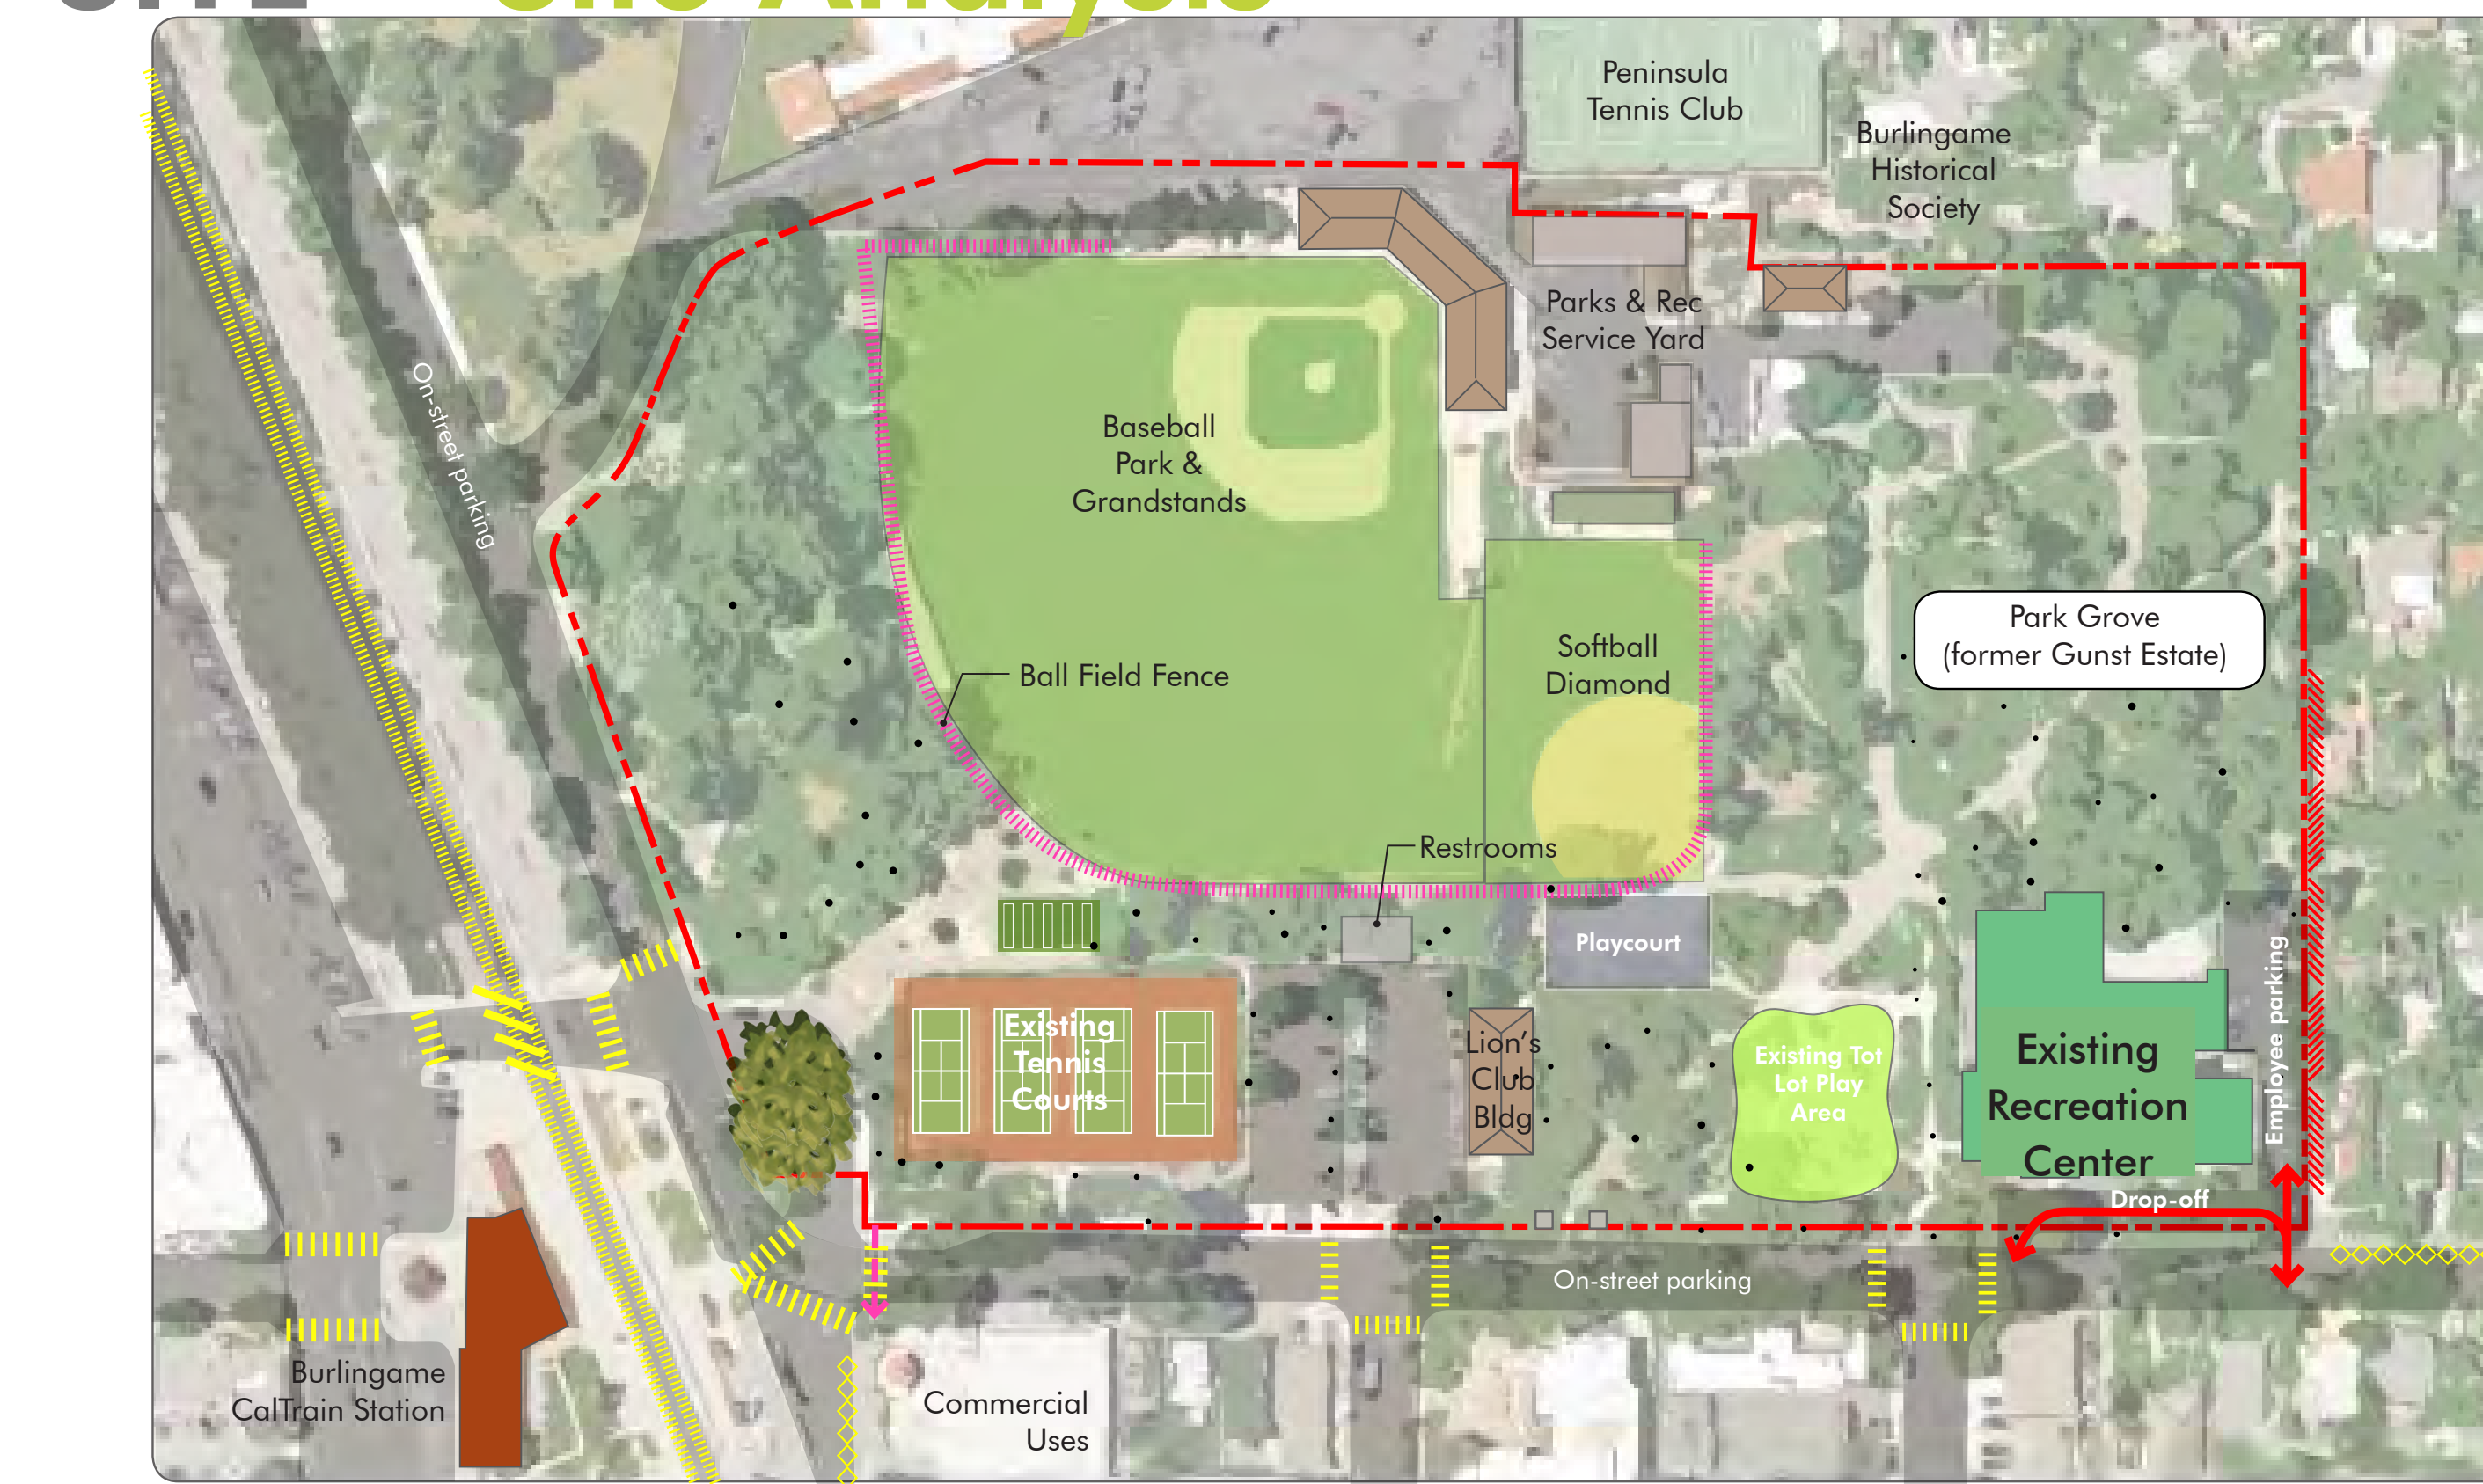 Site Analysis
Peninsula
Tennis Club
Burlingame
Historical
Society
Parks & Rec
Service Yard
On-street parking
Baseball
Park &
Grandstands
Park Grove
(former Gunst Estate)
Softball
Diamond
Ball Field Fence
Restrooms
Playcourt
Existing
Tennis
Courts
Lion's
Club
Bldg
Existing Tot
Lot Play
Area
Existing
Recreation
Center
Employee parking
Drop-off
On-street parking
Burlingame
CalTrain Station
Commercial
Uses